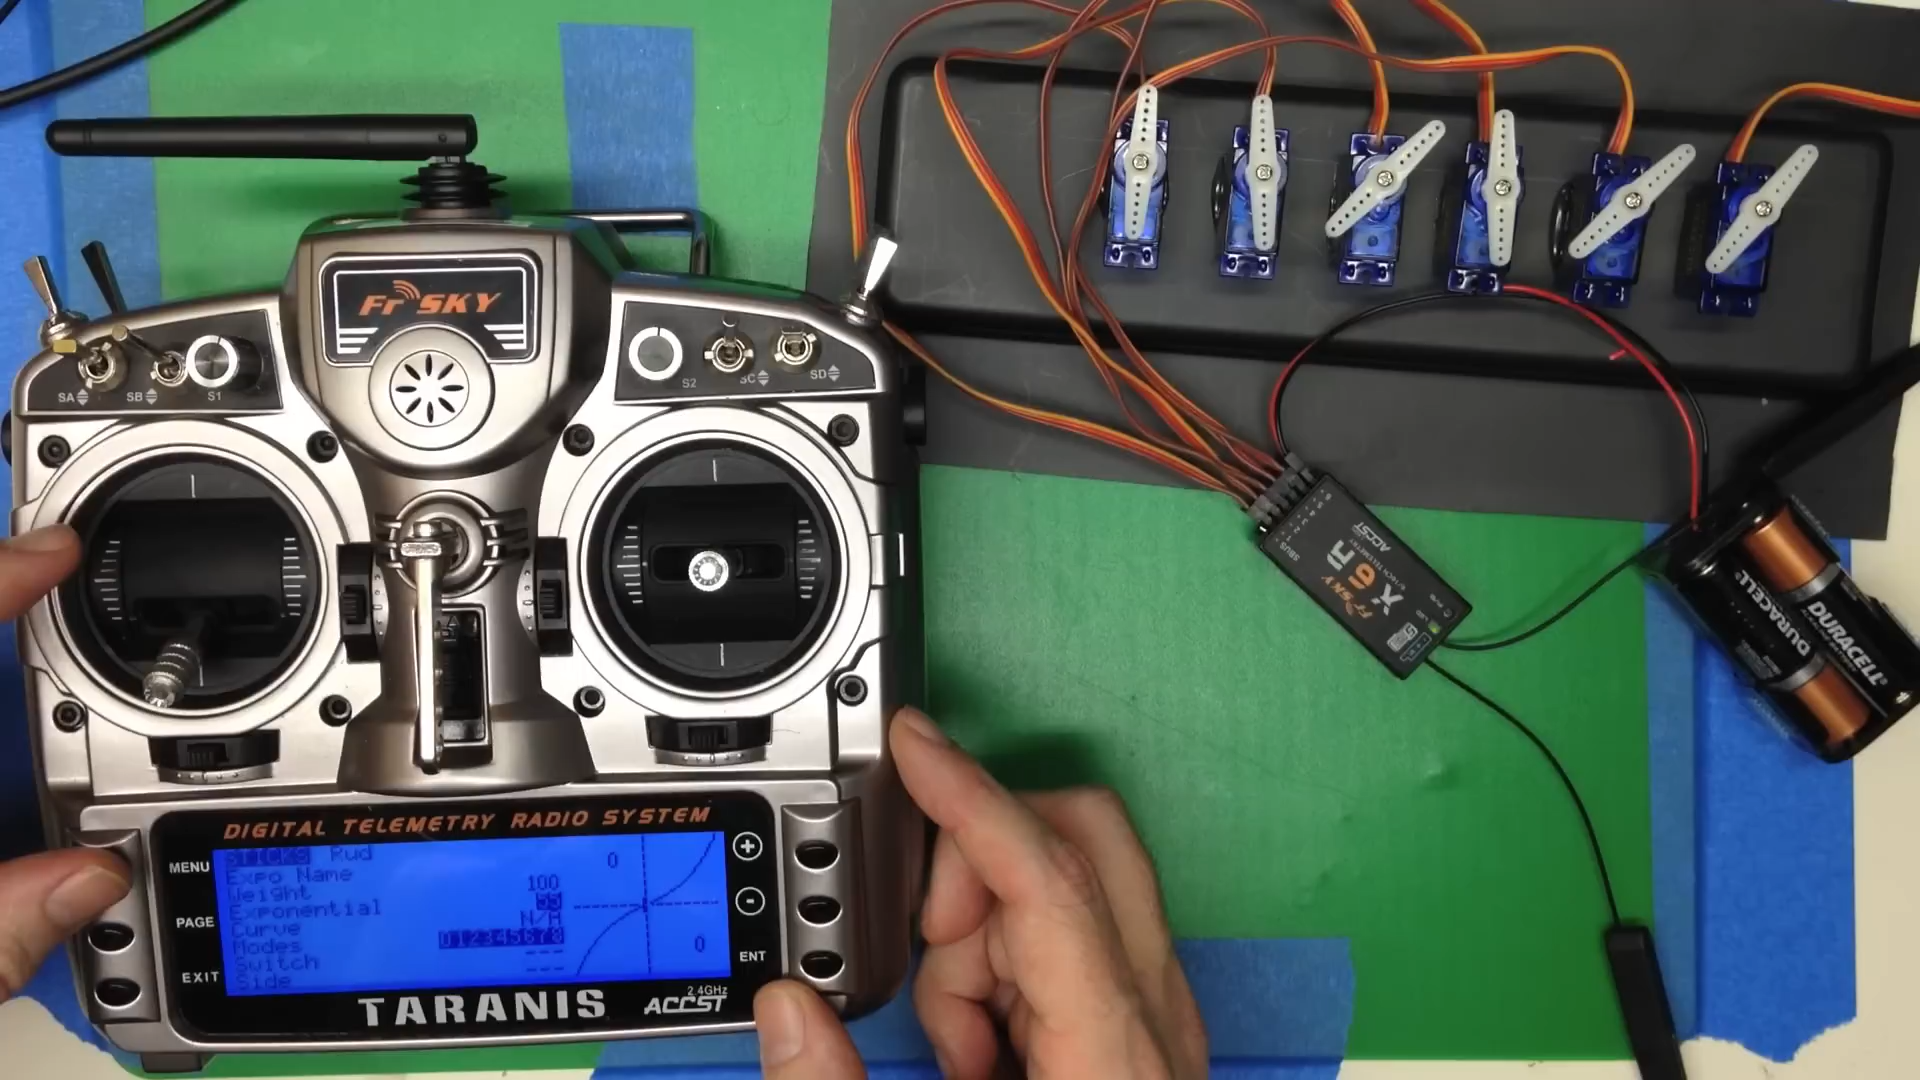 FrSKY
SA
SB
S1
S2
SC
SD
DIGITAL TELEMETRY RADIO SYSTEM
MENU
PAGE
EXIT
STICKS Rud
Expo Name
Weight 100
Exponential 55
Curve N/A
Modes 012345678
Switch ---
Side ---
0
0
+
-
ENT
TARANIS
2.4GHz
ACCST
SBUS
FrSKY
X6R
ACCST
DURACELL
DURACELL